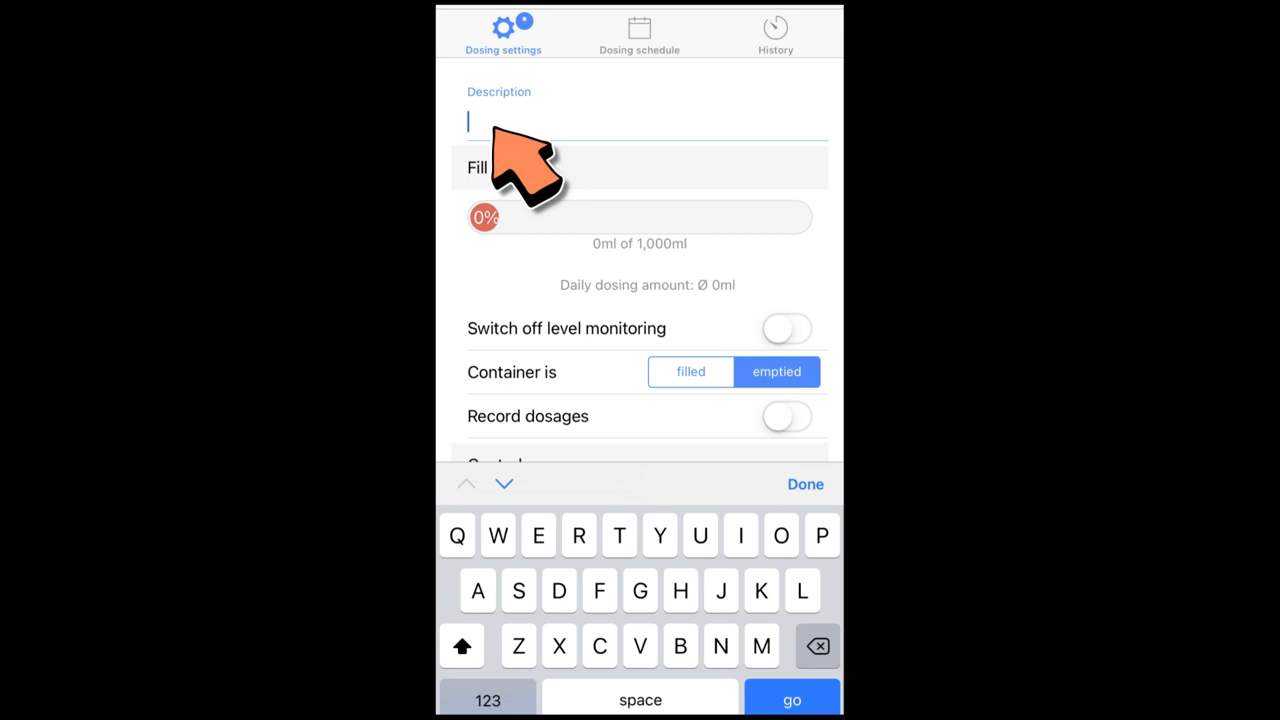 Dosing settings Dosing schedule History
Description
Fill
0%
0ml of 1,000ml
Daily dosing amount: Ø 0ml
Switch off level monitoring
Container is filled emptied
Record dosages
Done
Q W E R T Y U I O P
A S D F G H J K L
Z X C V B N M
123 space go